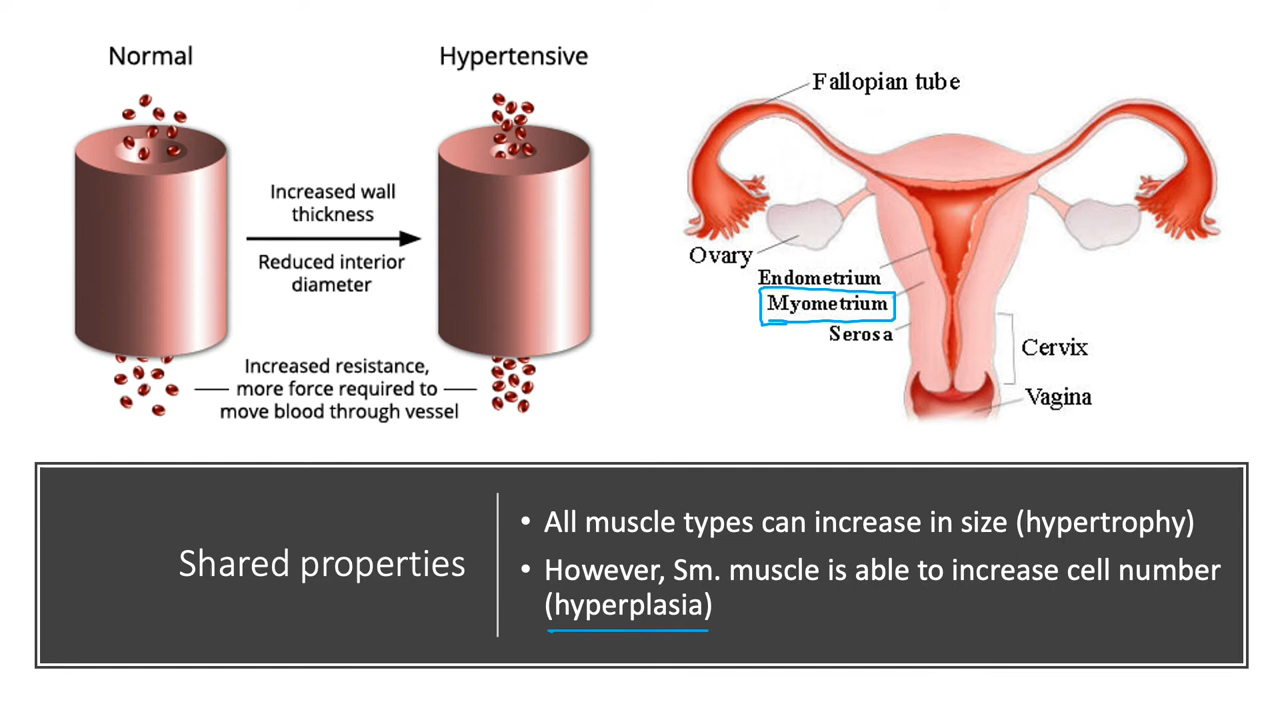 Normal
Hypertensive
Increased wall
thickness
Reduced interior
diameter
Increased resistance,
more force required to
move blood through vessel
Fallopian tube
Ovary
Endometrium
Myometrium
Serosa
Cervix
Vagina
Shared properties
• All muscle types can increase in size (hypertrophy)
• However, Sm. muscle is able to increase cell number
(hyperplasia)